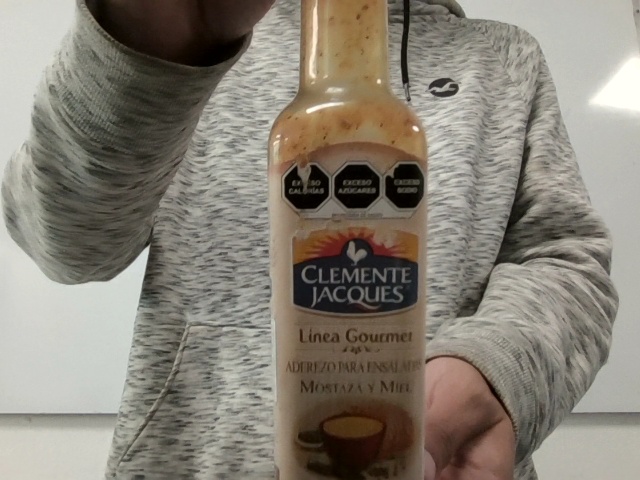 EXCESO CALORÍAS
EXCESO AZÚCARES
EXCESO SODIO
CLEMENTE
JACQUES
Línea Gourmet
ADEREZO PARA ENSALADAS
MOSTAZA Y MIEL